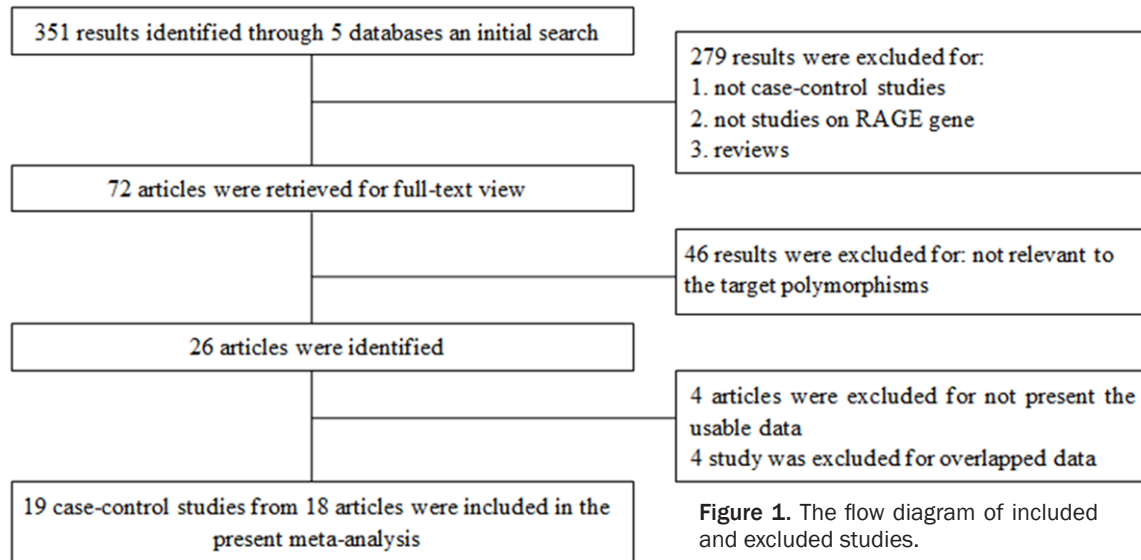 351 results identified through 5 databases an initial search
279 results were excluded for:
1. not case-control studies
2. not studies on RAGE gene
3. reviews
72 articles were retrieved for full-text view
46 results were excluded for: not relevant to
the target polymorphisms
26 articles were identified
4 articles were excluded for not present the
usable data
4 study was excluded for overlapped data
19 case-control studies from 18 articles were included in the
present meta-analysis
Figure 1. The flow diagram of included
and excluded studies.